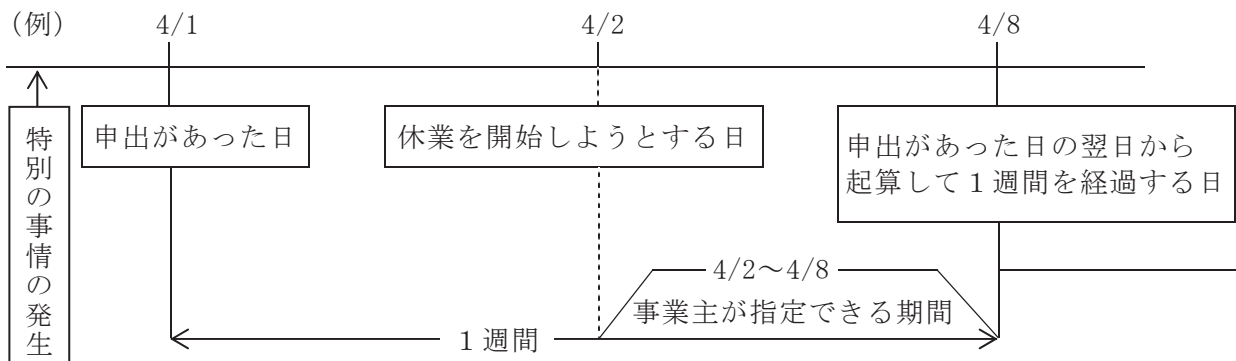 （例）
4/1
4/2
4/8
特別の事情の発生
申出があった日
休業を開始しようとする日
申出があった日の翌日から
起算して１週間を経過する日
4/2～4/8
事業主が指定できる期間
１週間